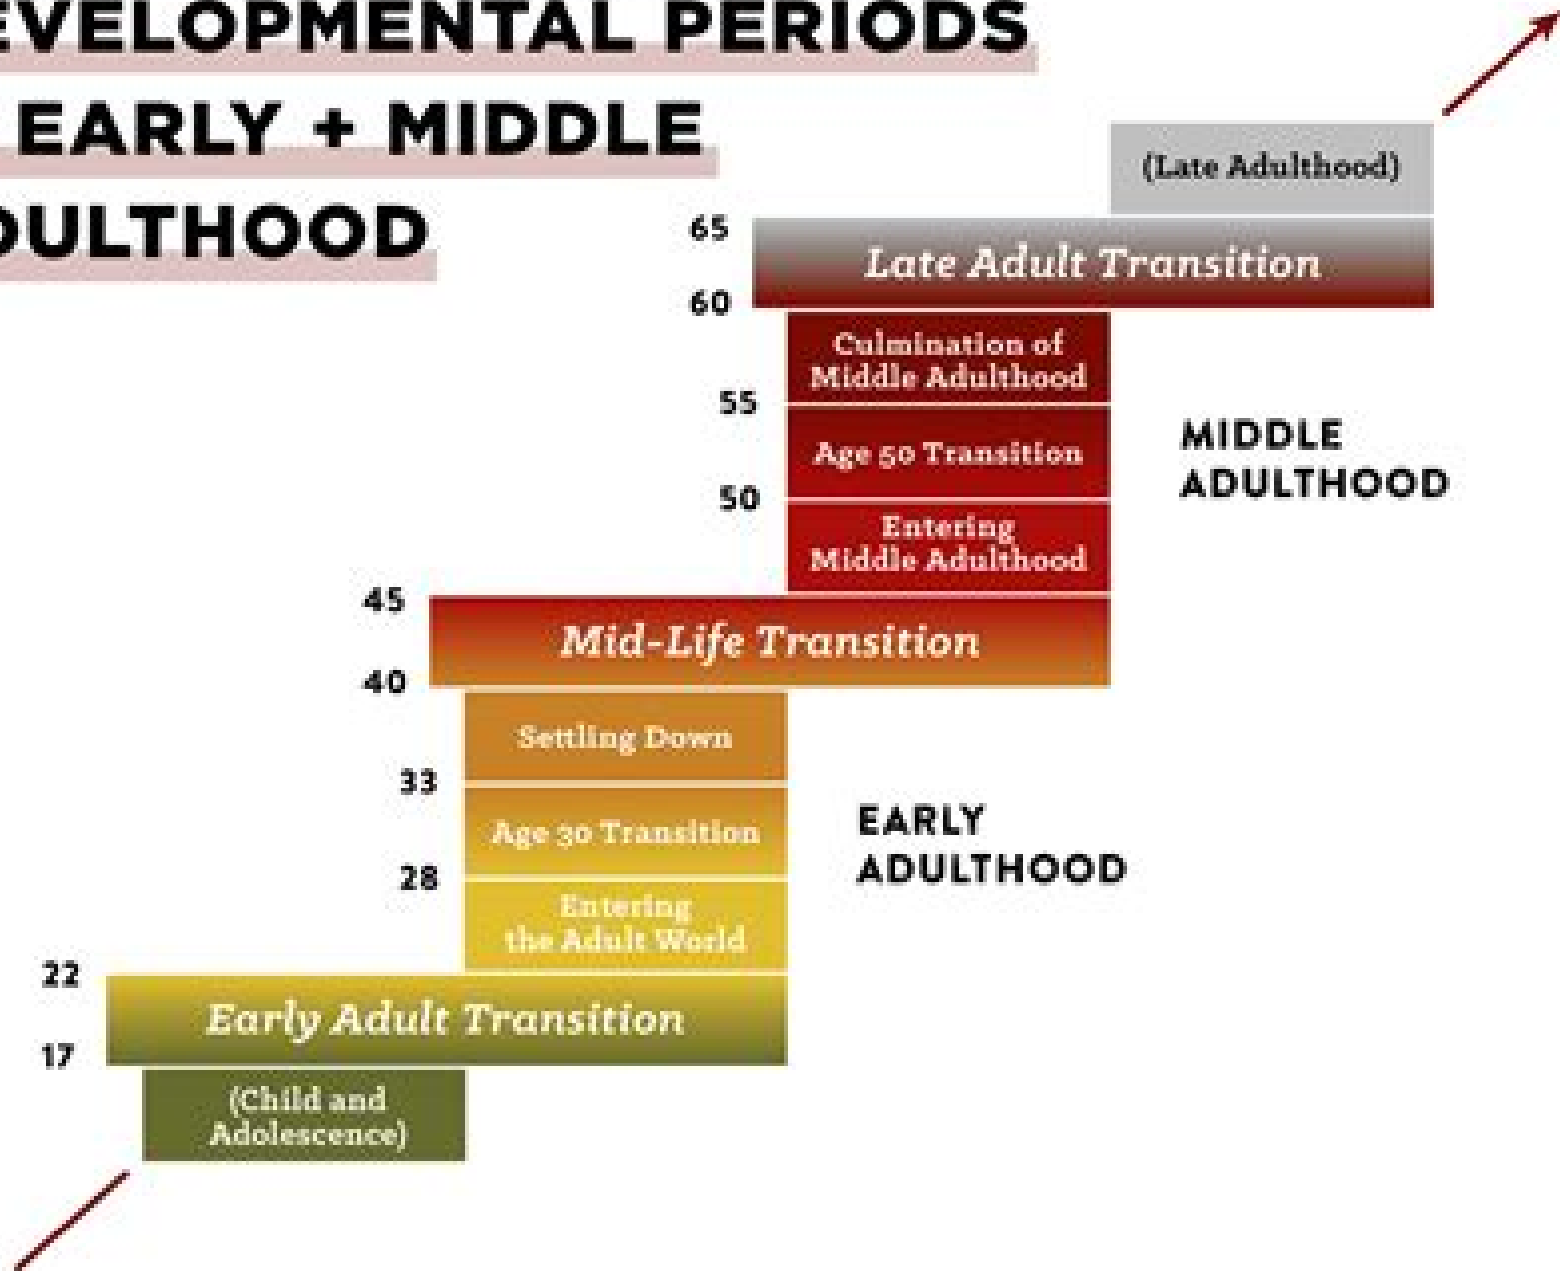 EVELOPMENTAL PERIODS
EARLY + MIDDLE
DULTHOOD
(Late Adulthood)
65
Late Adult Transition
60
Culmination of
Middle Adulthood
55
Age 50 Transition
MIDDLE
ADULTHOOD
50
Entering
Middle Adulthood
45
Mid-Life Transition
40
Settling Down
33
Age 30 Transition
EARLY
ADULTHOOD
28
Entering
the Adult World
22
Early Adult Transition
17
(Child and
Adolescence)